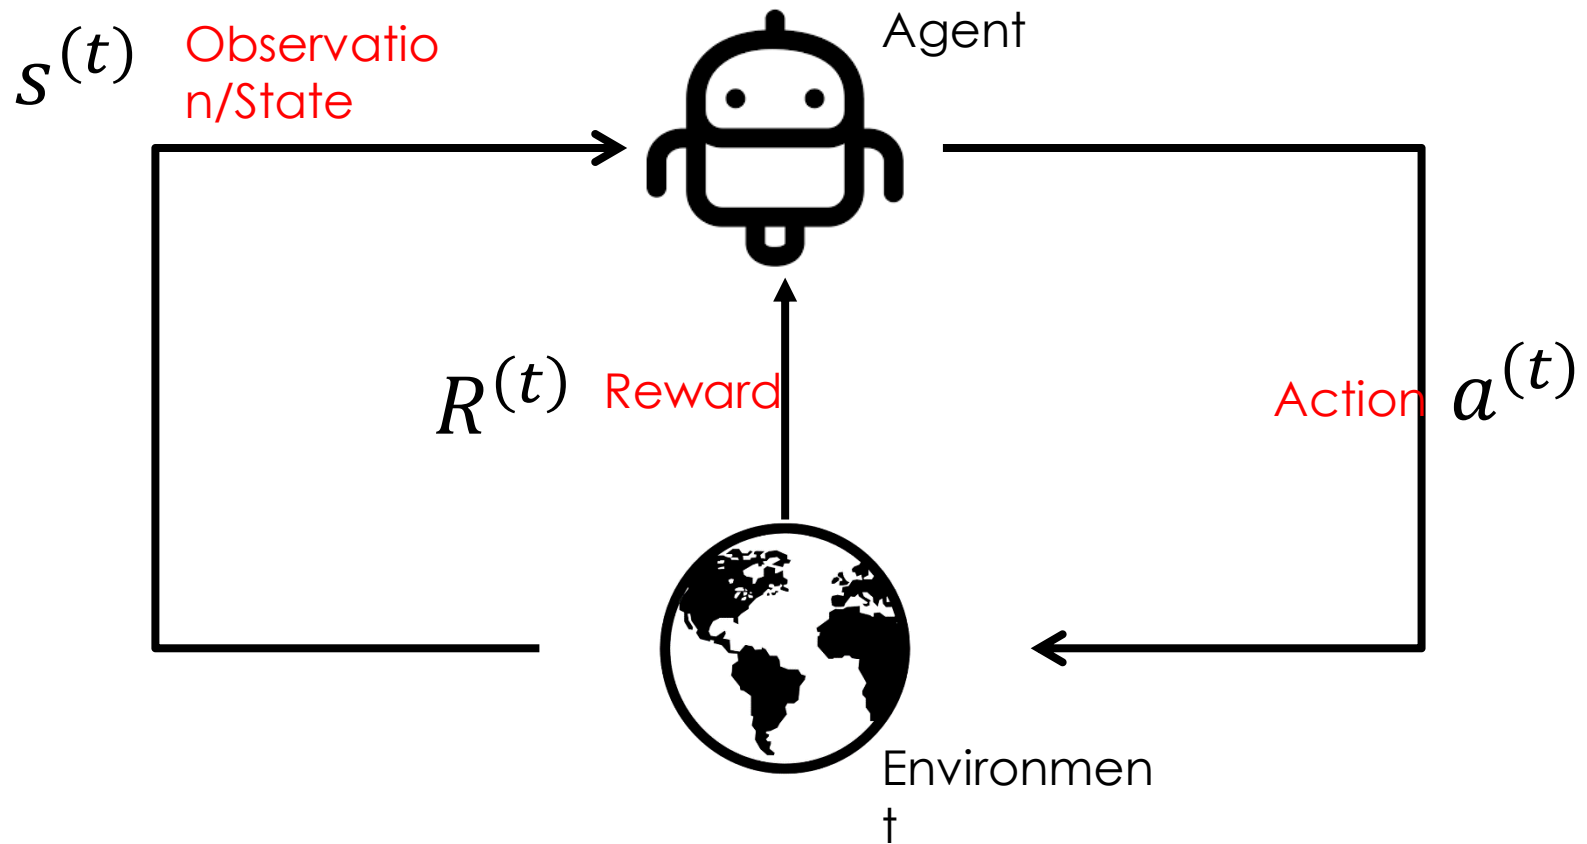 s^(t)
Observatio
n/State
Agent
R^(t)
Reward
Action
a^(t)
Environmen
t